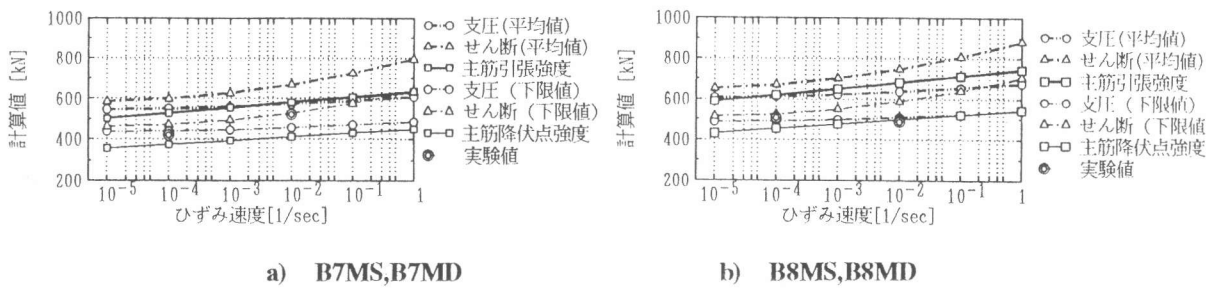 計算値 [kN]
1000
800
600
400
200
10⁻⁵ 10⁻⁴ 10⁻³ 10⁻² 10⁻¹ 1
ひずみ速度[1/sec]
支圧(平均値)
せん断(平均値)
主筋引張強度
支圧(下限値)
せん断(下限値)
主筋降伏点強度
実験値
a) B7MS,B7MD
計算値 [kN]
1000
800
600
400
200
10⁻⁵ 10⁻⁴ 10⁻³ 10⁻² 10⁻¹ 1
ひずみ速度[1/sec]
支圧(平均値)
せん断(平均値)
主筋引張強度
支圧(下限値)
せん断(下限値
主筋降伏点強度
実験値
b) B8MS,B8MD